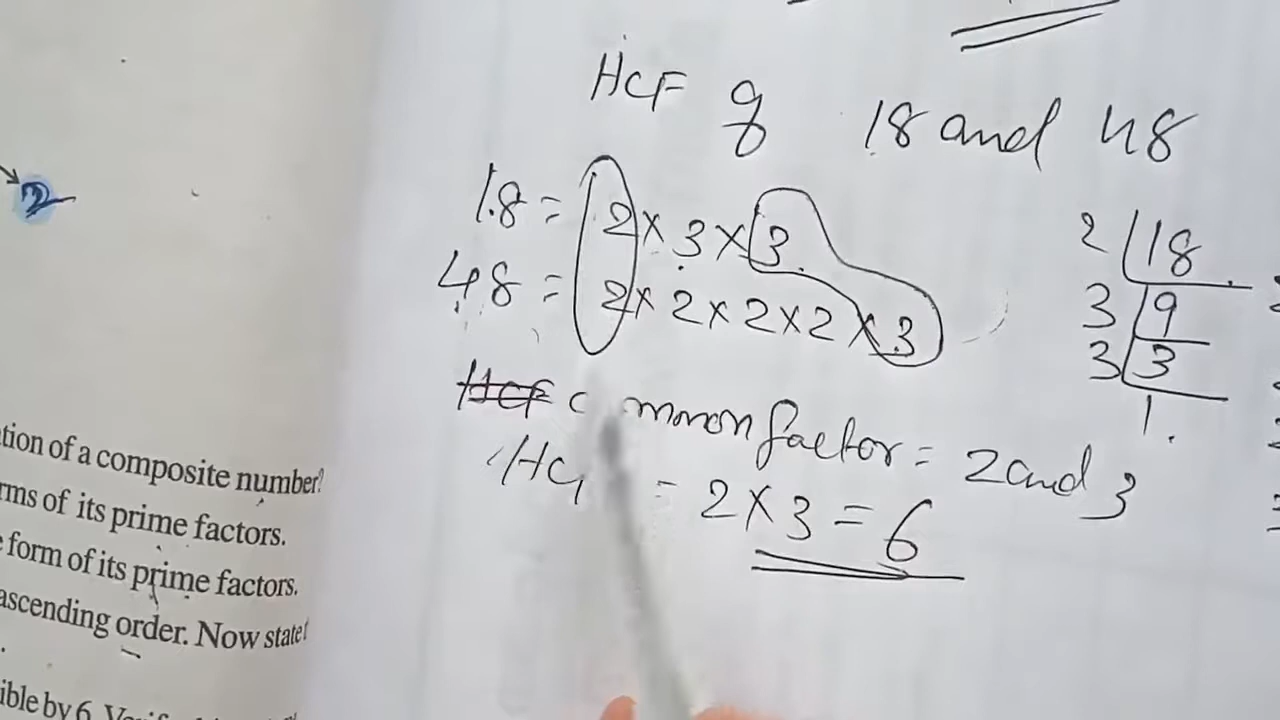 2
HCF of 18 and 48
18 = 2 × 3 × 3
48 = 2 × 2 × 2 × 2 × 3
HCF common factor = 2 and 3
= 2 × 3 = 6
2 18
3 9
3 3
1.
tion of a composite number?
rms of its prime factors.
form of its prime factors.
ascending order. Now state
ible by 6.